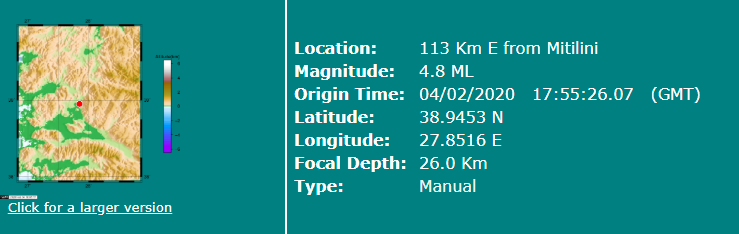 Location: 113 Km E from Mitilini
Magnitude: 4.8 ML
Origin Time: 04/02/2020 17:55:26.07 (GMT)
Latitude: 38.9453 N
Longitude: 27.8516 E
Focal Depth: 26.0 Km
Type: Manual
Click for a larger version